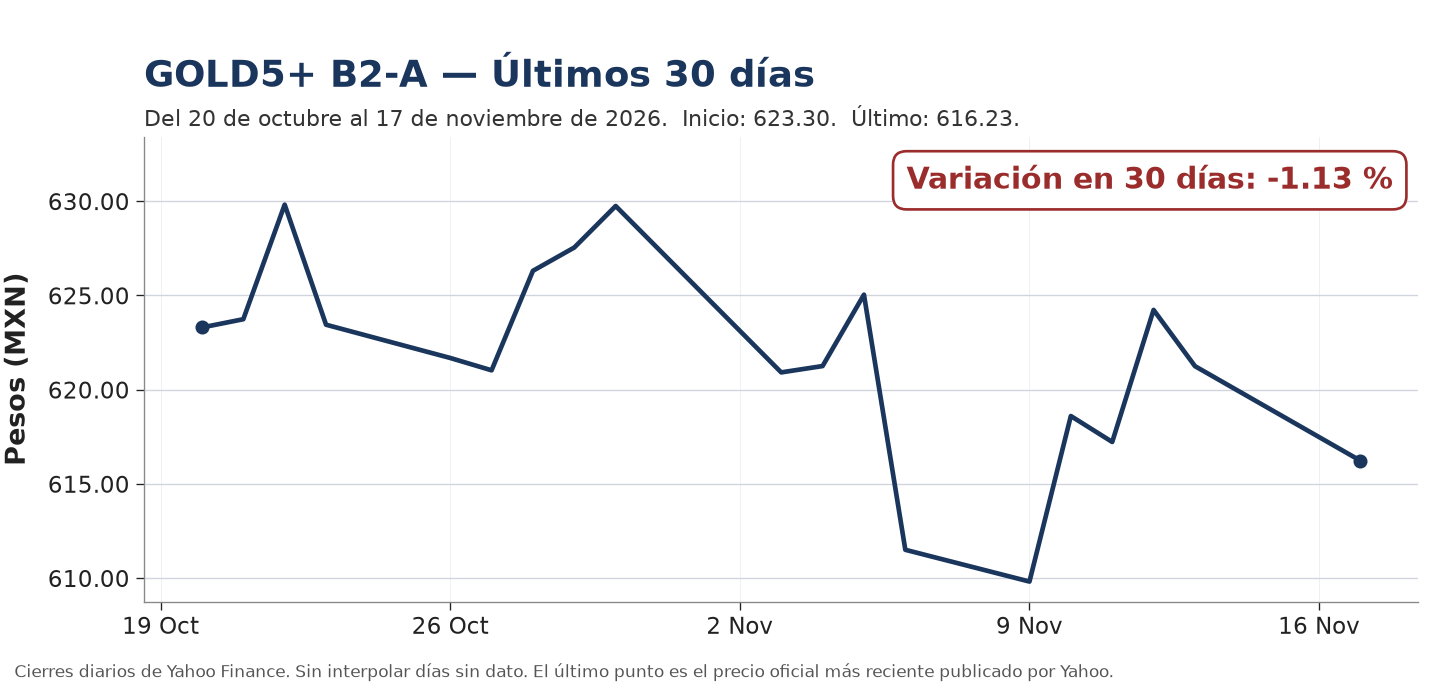 GOLD5+ B2-A — Últimos 30 días
Del 20 de octubre al 17 de noviembre de 2026.  Inicio: 623.30.  Último: 616.23.
Variación en 30 días: -1.13 %
Pesos (MXN)
630.00
625.00
620.00
615.00
610.00
19 Oct
26 Oct
2 Nov
9 Nov
16 Nov
Cierres diarios de Yahoo Finance. Sin interpolar días sin dato. El último punto es el precio oficial más reciente publicado por Yahoo.